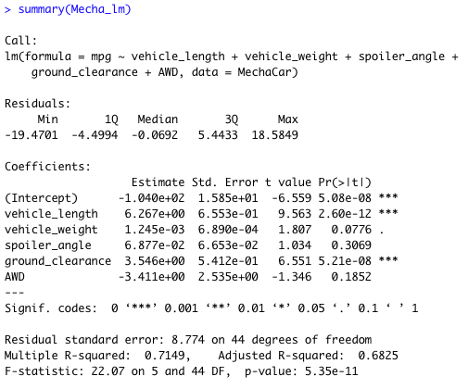 > summary(Mecha_lm)
Call:
lm(formula = mpg ~ vehicle_length + vehicle_weight + spoiler_angle +
    ground_clearance + AWD, data = MechaCar)
Residuals:
     Min       1Q   Median       3Q      Max
-19.4701  -4.4994  -0.0692   5.4433  18.5849
Coefficients:
                   Estimate Std. Error t value Pr(>|t|)
(Intercept)      -1.040e+02  1.585e+01  -6.559 5.08e-08 ***
vehicle_length    6.267e+00  6.553e-01   9.563 2.60e-12 ***
vehicle_weight    1.245e-03  6.890e-04   1.807   0.0776 .
spoiler_angle     6.877e-02  6.653e-02   1.034   0.3069
ground_clearance  3.546e+00  5.412e-01   6.551 5.21e-08 ***
AWD              -3.411e+00  2.535e+00  -1.346   0.1852
---
Signif. codes:  0 ‘***’ 0.001 ‘**’ 0.01 ‘*’ 0.05 ‘.’ 0.1 ‘ ’ 1
Residual standard error: 8.774 on 44 degrees of freedom
Multiple R-squared:  0.7149,	Adjusted R-squared:  0.6825
F-statistic: 22.07 on 5 and 44 DF,  p-value: 5.35e-11